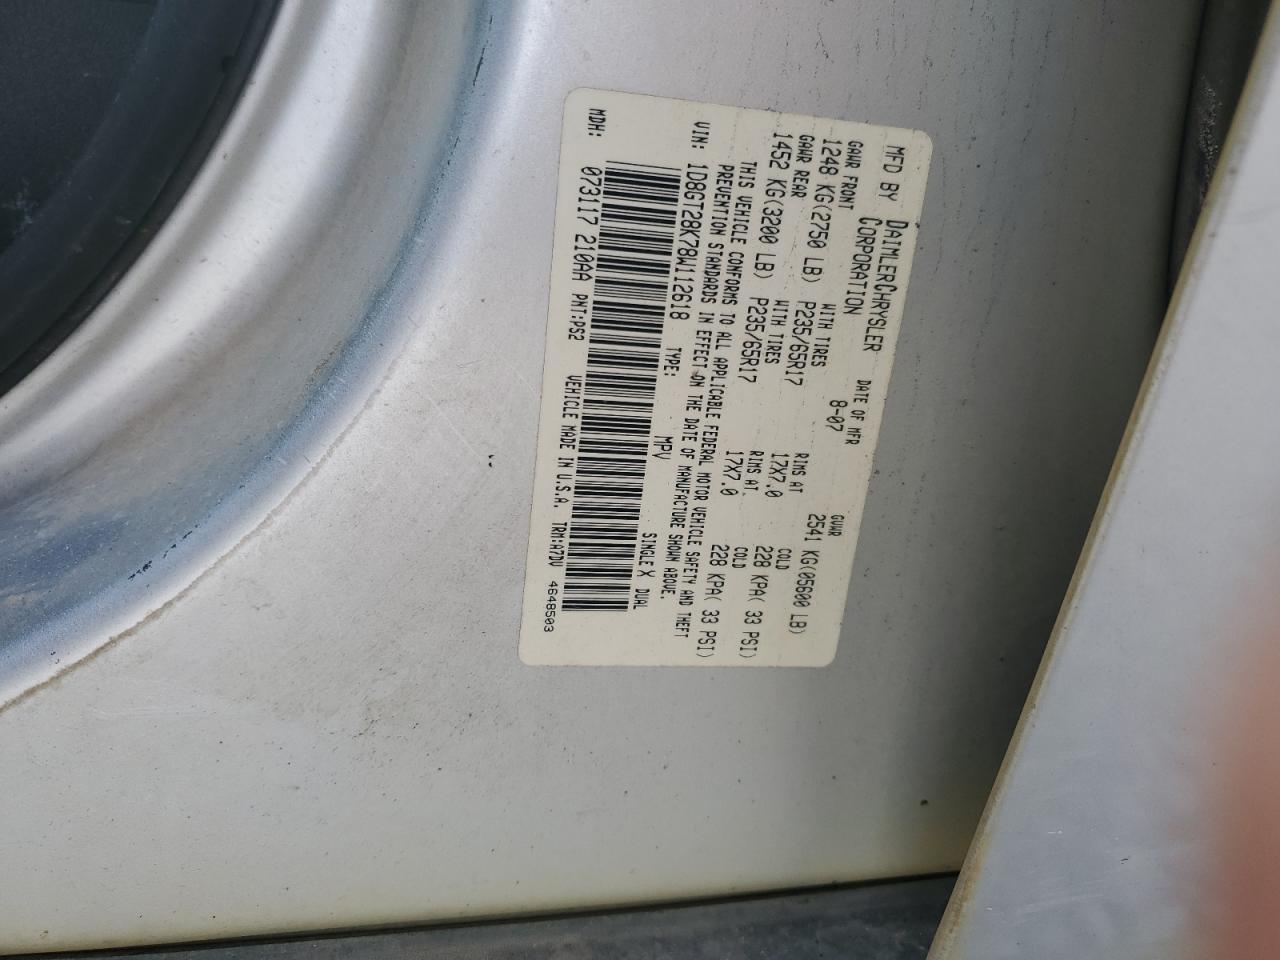 MFD BY DAIMLERCHRYSLER CORPORATION DATE OF MFR 8-07 GVWR 2541 KG(05600 LB)
GAWR FRONT WITH TIRES RIMS AT COLD
1248 KG(2750 LB) P235/65R17 17X7.0 228 KPA( 33 PSI)
GAWR REAR WITH TIRES RIMS AT. COLD
1452 KG(3200 LB) P235/65R17 17X7.0 228 KPA( 33 PSI)
THIS VEHICLE CONFORMS TO ALL APPLICABLE FEDERAL MOTOR VEHICLE SAFETY AND THEFT
PREVENTION STANDARDS IN EFFECT ON THE DATE OF MANUFACTURE SHOWN ABOVE.
VIN: 1D8GT28K78W112618 TYPE: MPV SINGLE X DUAL
MDH: 073117 210AA PNT:PS2 VEHICLE MADE IN U.S.A. TRM:A7DV 4648503